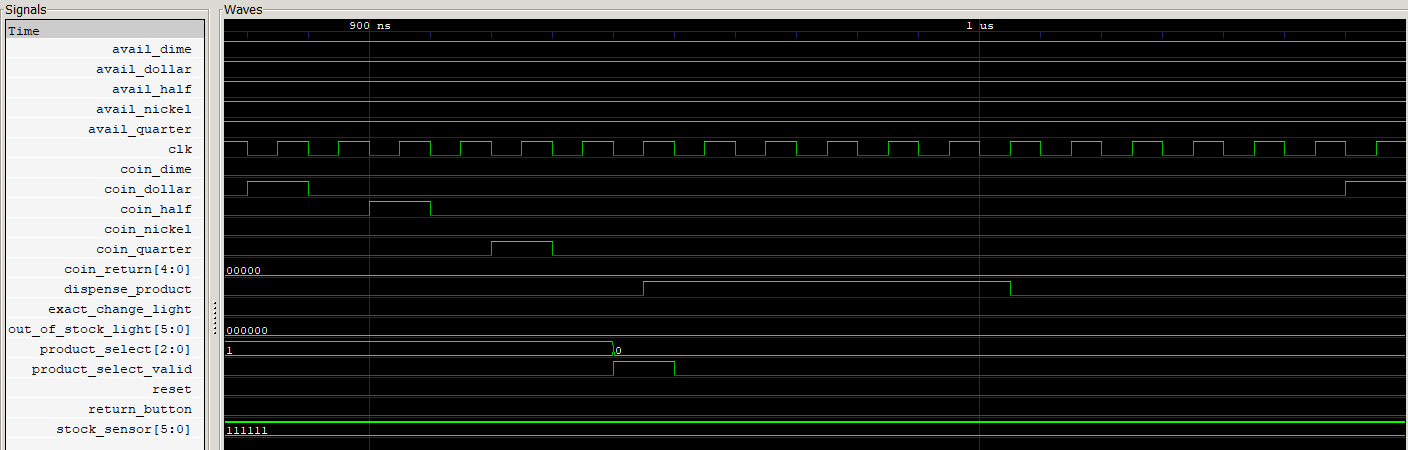 Signals
Waves
Time
900 ns
1 us
avail_dime
avail_dollar
avail_half
avail_nickel
avail_quarter
clk
coin_dime
coin_dollar
coin_half
coin_nickel
coin_quarter
coin_return[4:0]
00000
dispense_product
exact_change_light
out_of_stock_light[5:0]
000000
product_select[2:0]
1
0
product_select_valid
reset
return_button
stock_sensor[5:0]
111111